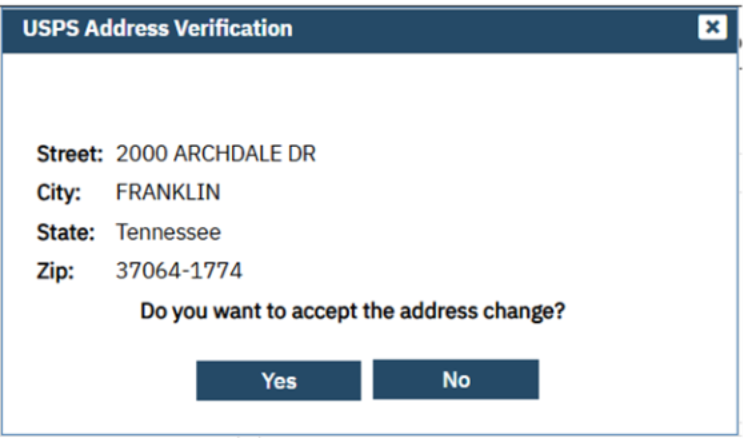 USPS Address Verification
Street: 2000 ARCHDALE DR
City: FRANKLIN
State: Tennessee
Zip: 37064-1774
Do you want to accept the address change?
Yes No